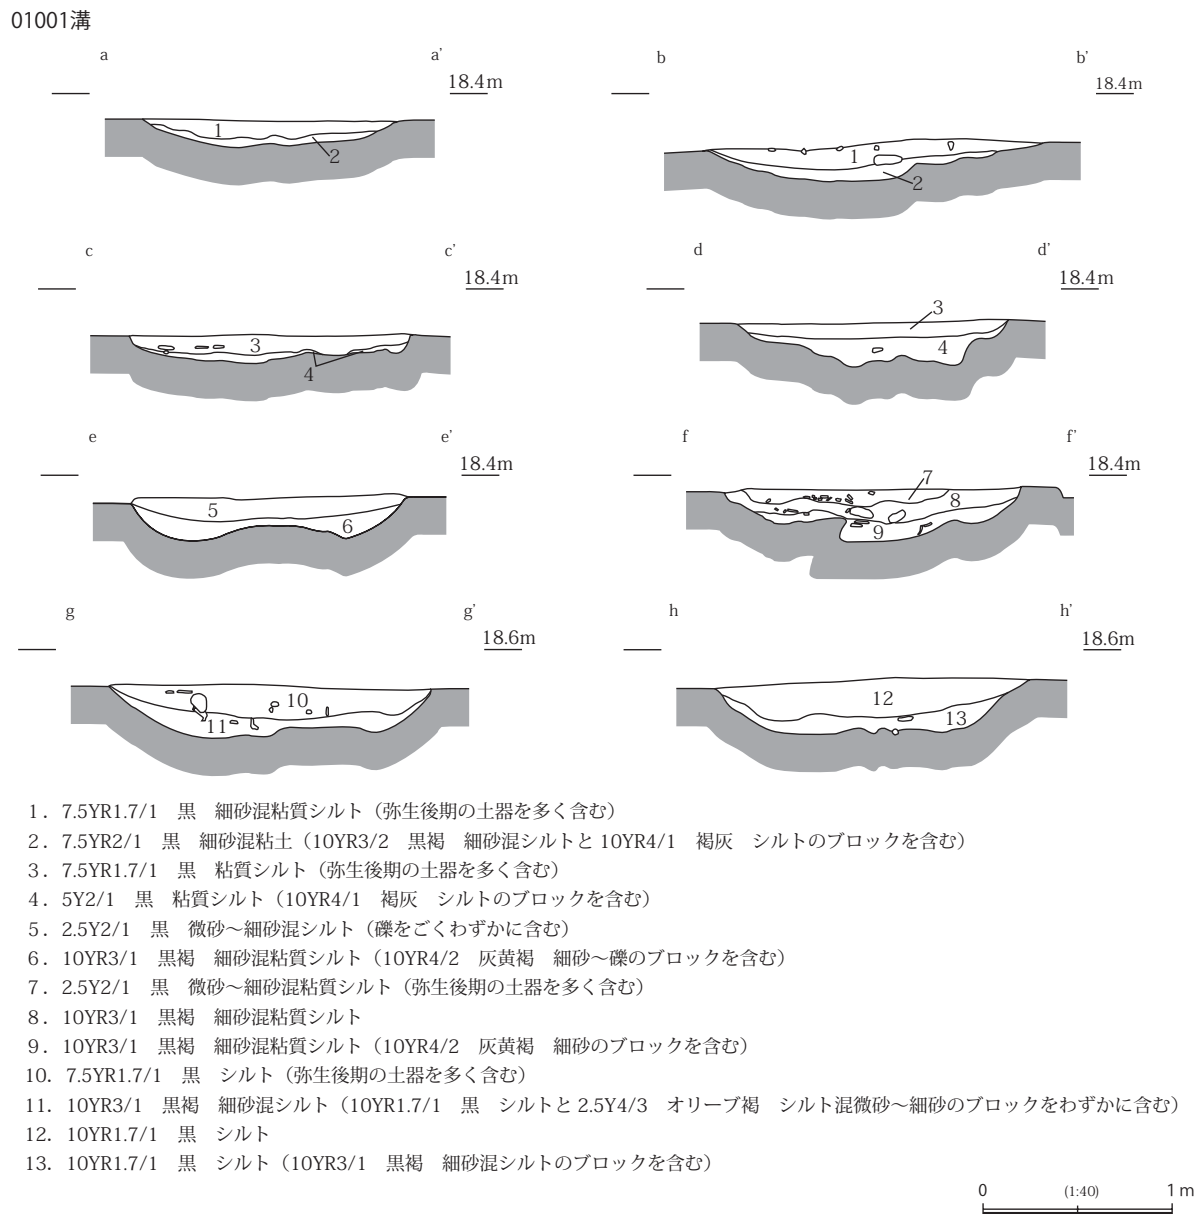 01001溝
a a’ 18.4m
b b’ 18.4m
1
2
1
2
c c’ 18.4m
d d’ 18.4m
3
4
3
4
e e’ 18.4m
f f’ 18.4m
5
6
7
8
9
g g’ 18.6m
h h’ 18.6m
10
11
12
13
1．7.5YR1.7/1　黒　細砂混粘質シルト（弥生後期の土器を多く含む）
2．7.5YR2/1　黒　細砂混粘土（10YR3/2　黒褐　細砂混シルトと 10YR4/1　褐灰　シルトのブロックを含む）
3．7.5YR1.7/1　黒　粘質シルト（弥生後期の土器を多く含む）
4．5Y2/1　黒　粘質シルト（10YR4/1　褐灰　シルトのブロックを含む）
5．2.5Y2/1　黒　微砂～細砂混シルト（礫をごくわずかに含む）
6．10YR3/1　黒褐　細砂混粘質シルト（10YR4/2　灰黄褐　細砂～礫のブロックを含む）
7．2.5Y2/1　黒　微砂～細砂混粘質シルト（弥生後期の土器を多く含む）
8．10YR3/1　黒褐　細砂混粘質シルト
9．10YR3/1　黒褐　細砂混粘質シルト（10YR4/2　灰黄褐　細砂のブロックを含む）
10．7.5YR1.7/1　黒　シルト（弥生後期の土器を多く含む）
11．10YR3/1　黒褐　細砂混シルト（10YR1.7/1　黒　シルトと 2.5Y4/3　オリーブ褐　シルト混微砂～細砂のブロックをわずかに含む）
12．10YR1.7/1　黒　シルト
13．10YR1.7/1　黒　シルト（10YR3/1　黒褐　細砂混シルトのブロックを含む）
0 (1:40) 1 m